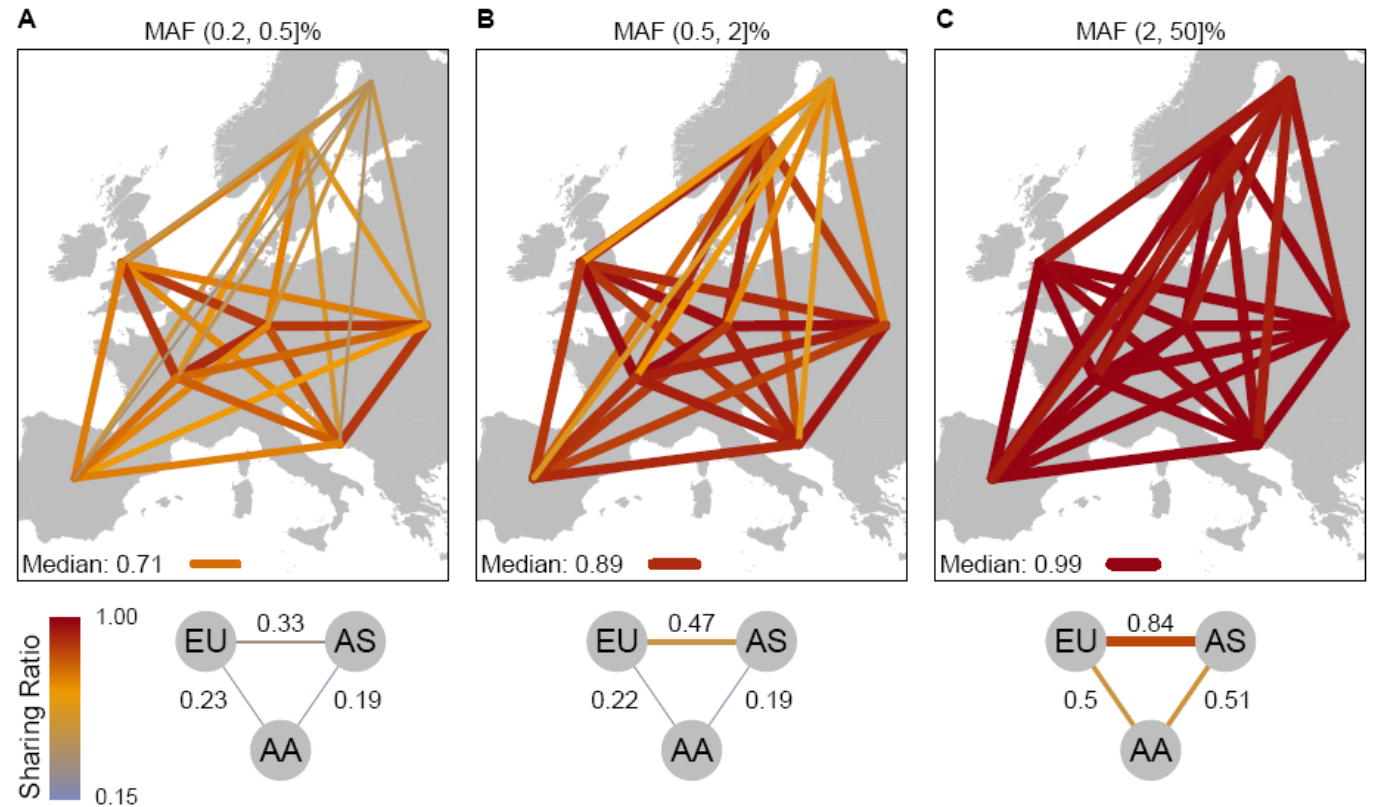 A
MAF (0.2, 0.5]%
B
MAF (0.5, 2]%
C
MAF (2, 50]%
Median: 0.71
Median: 0.89
Median: 0.99
Sharing Ratio
1.00
0.15
EU
0.33
AS
0.23
0.19
AA
EU
0.47
AS
0.22
0.19
AA
EU
0.84
AS
0.5
0.51
AA